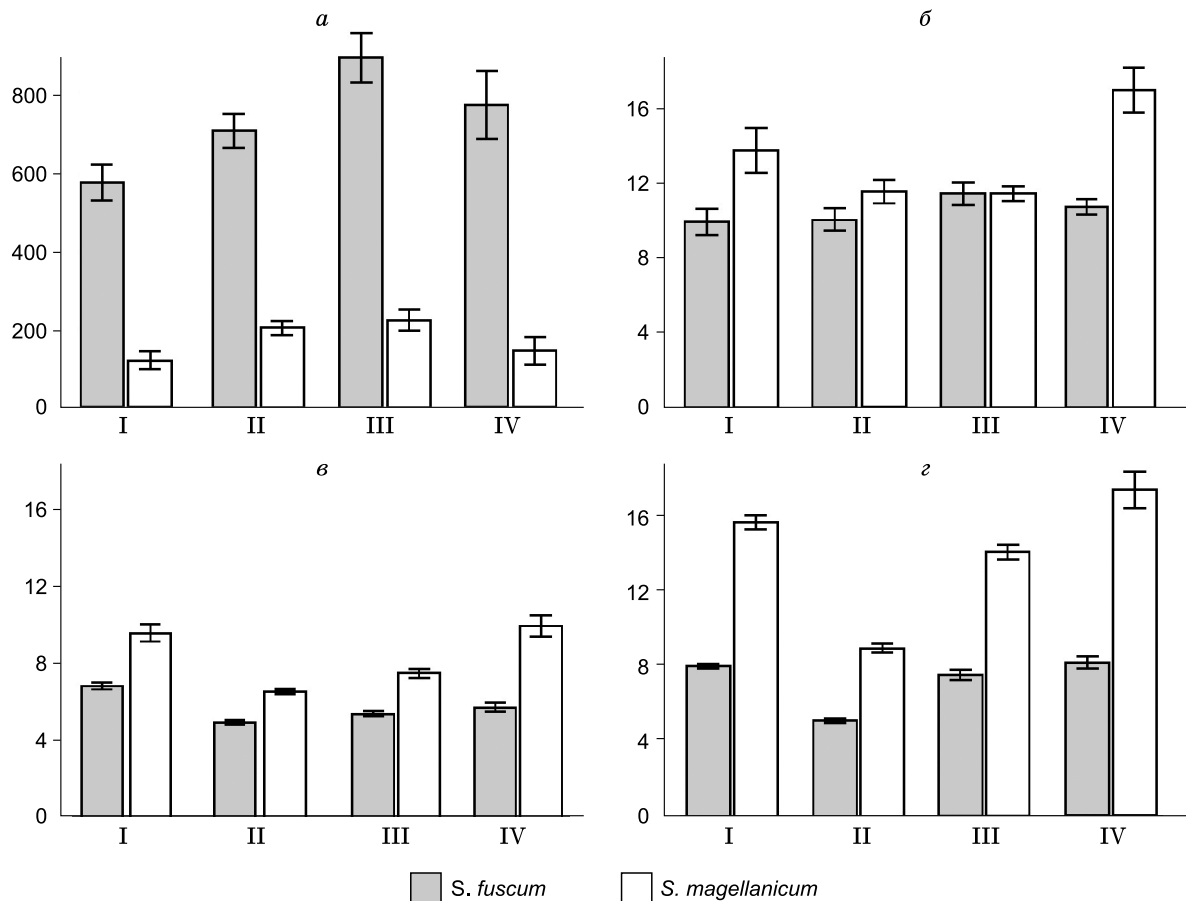 а
800
600
400
200
0
I II III IV
б
16
12
8
4
0
I II III IV
в
16
12
8
4
0
I II III IV
г
16
12
8
4
0
I II III IV
S. fuscum S. magellanicum